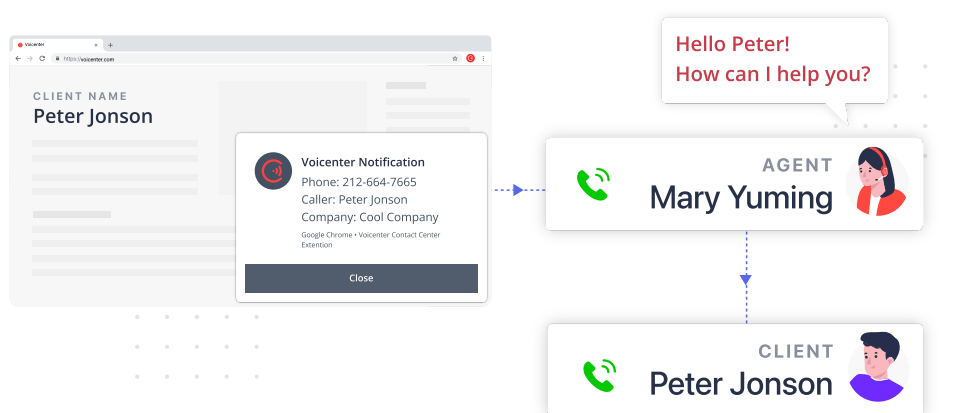 Voicenter
https://voicenter.com
CLIENT NAME
Peter Jonson
Voicenter Notification
Phone: 212-664-7665
Caller: Peter Jonson
Company: Cool Company
Google Chrome • Voicenter Contact Center
Extention
Close
Hello Peter!
How can I help you?
AGENT
Mary Yuming
CLIENT
Peter Jonson